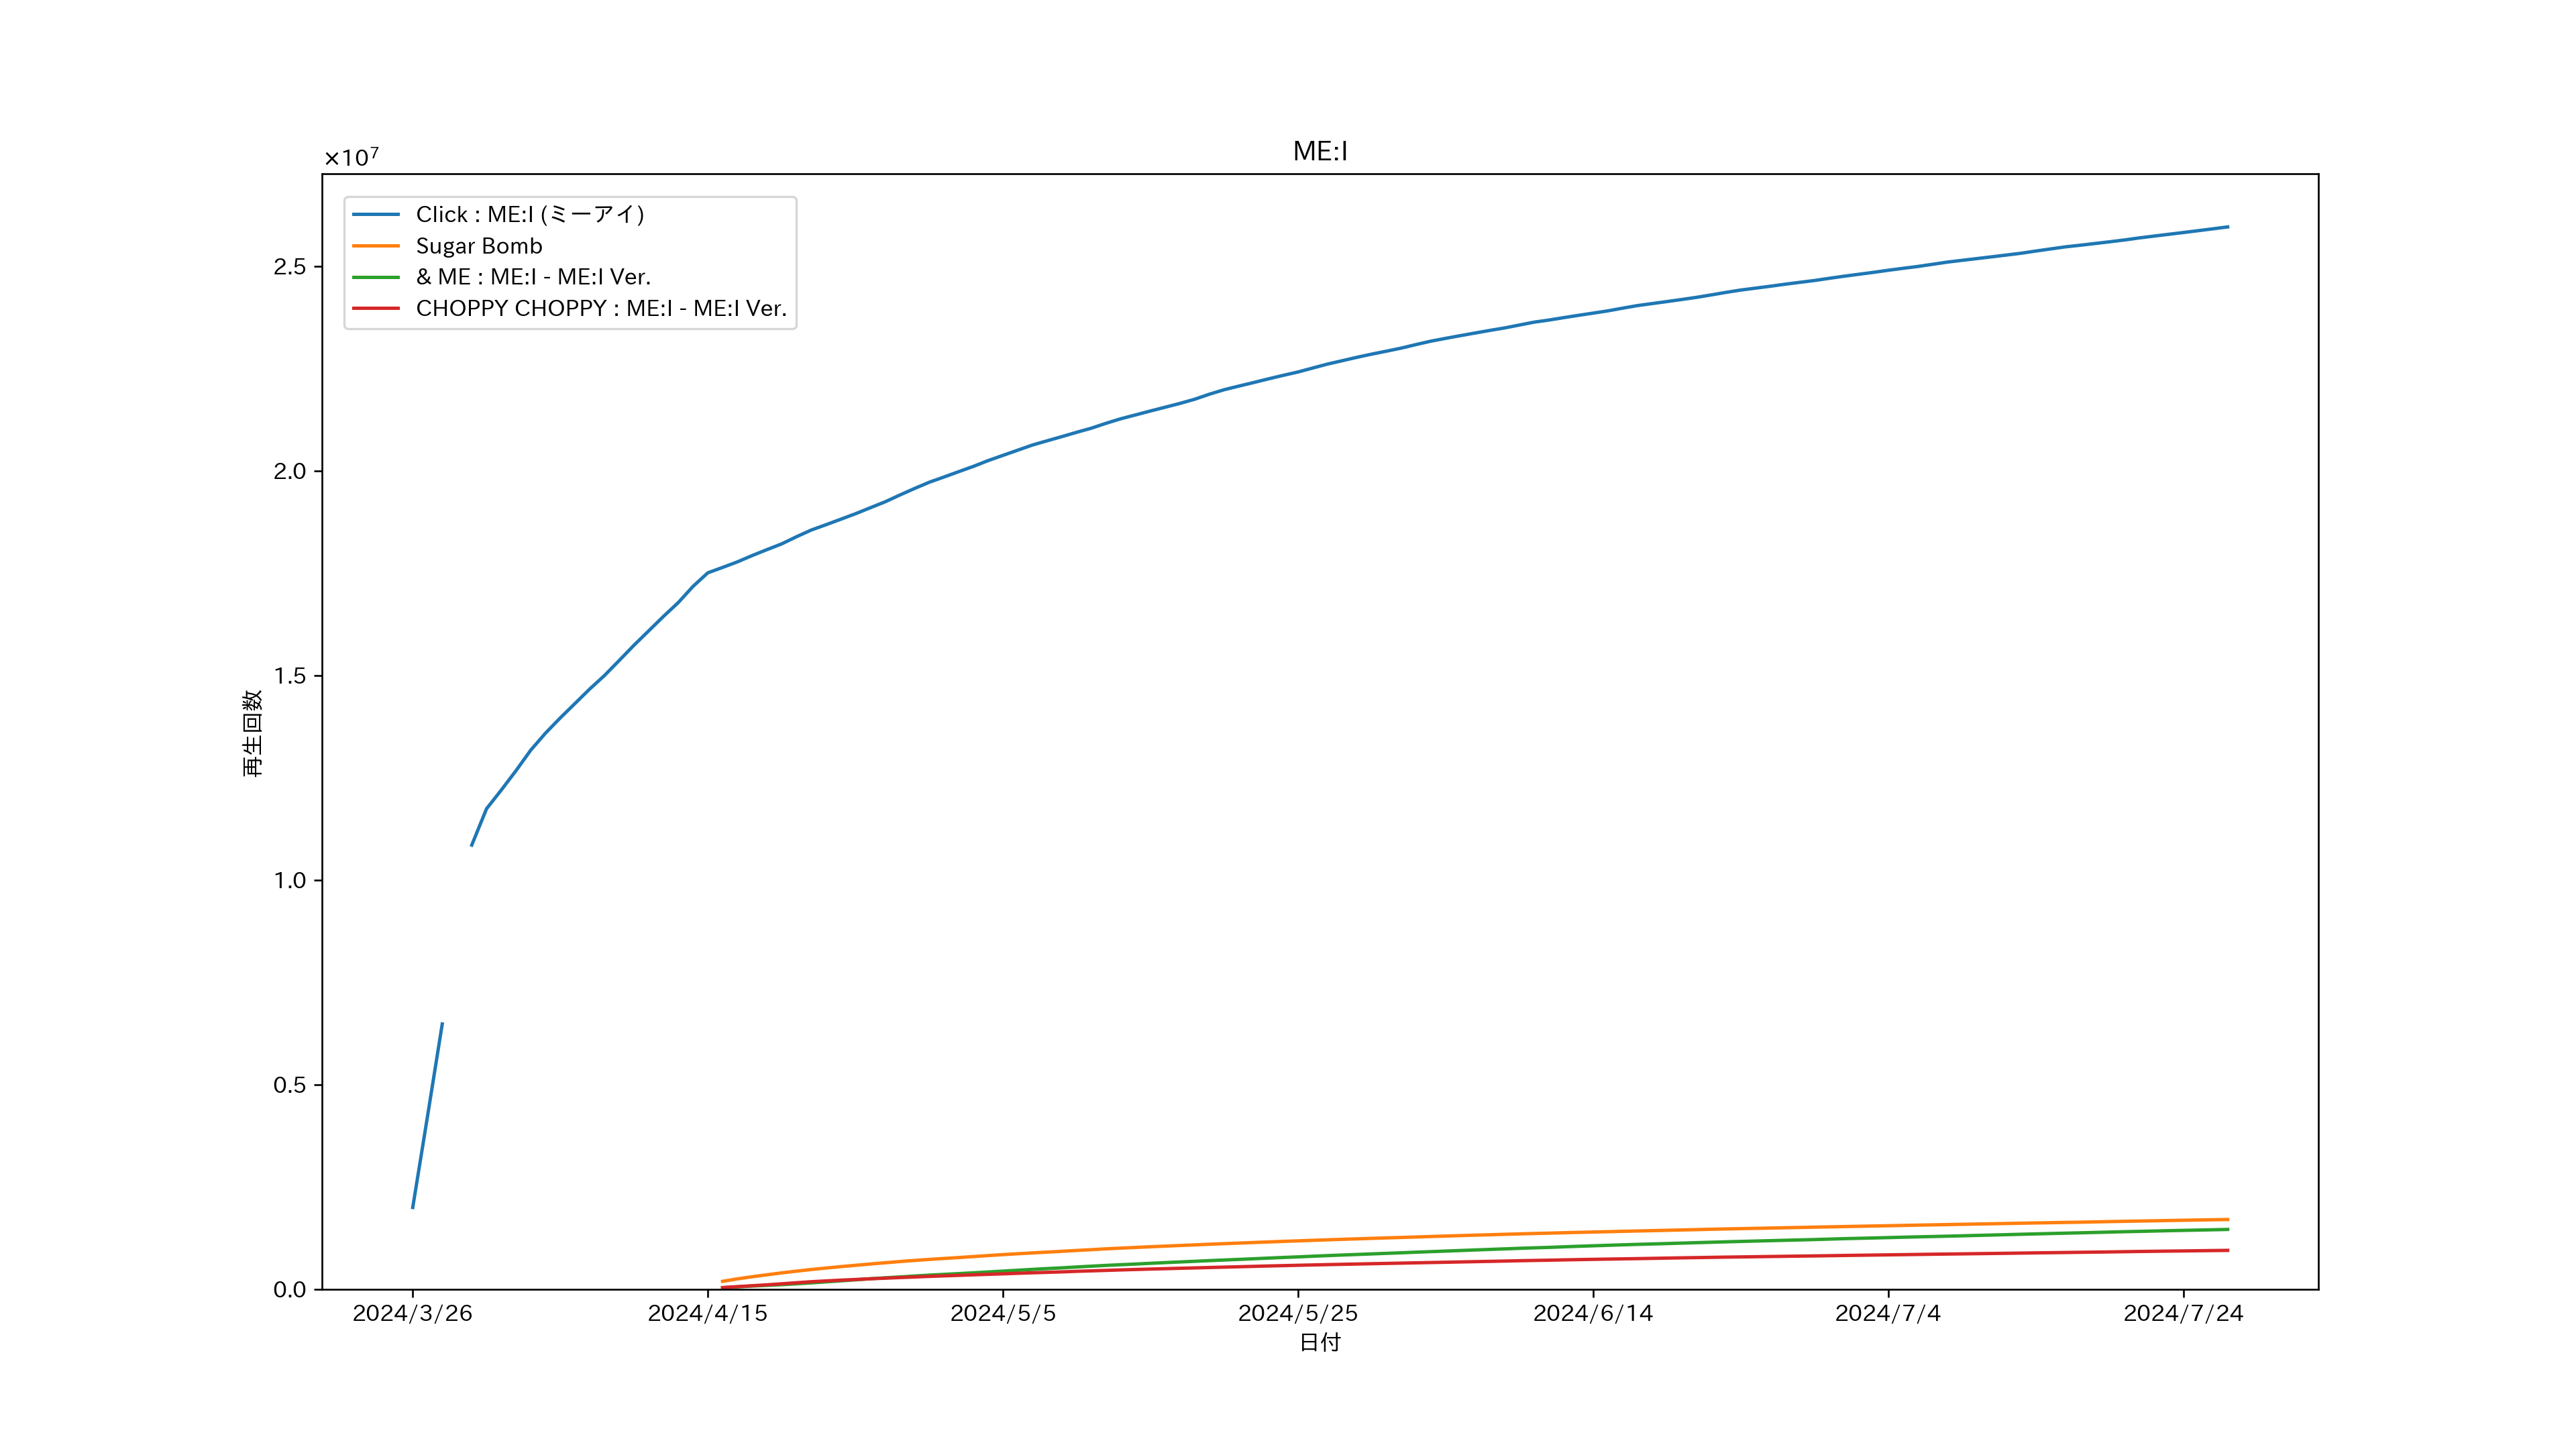 ME:I
×10⁷
Click : ME:I (ミーアイ)
Sugar Bomb
& ME : ME:I - ME:I Ver.
CHOPPY CHOPPY : ME:I - ME:I Ver.
2.5
2.0
1.5
1.0
0.5
0.0
再生回数
2024/3/26 2024/4/15 2024/5/5 2024/5/25 2024/6/14 2024/7/4 2024/7/24
日付